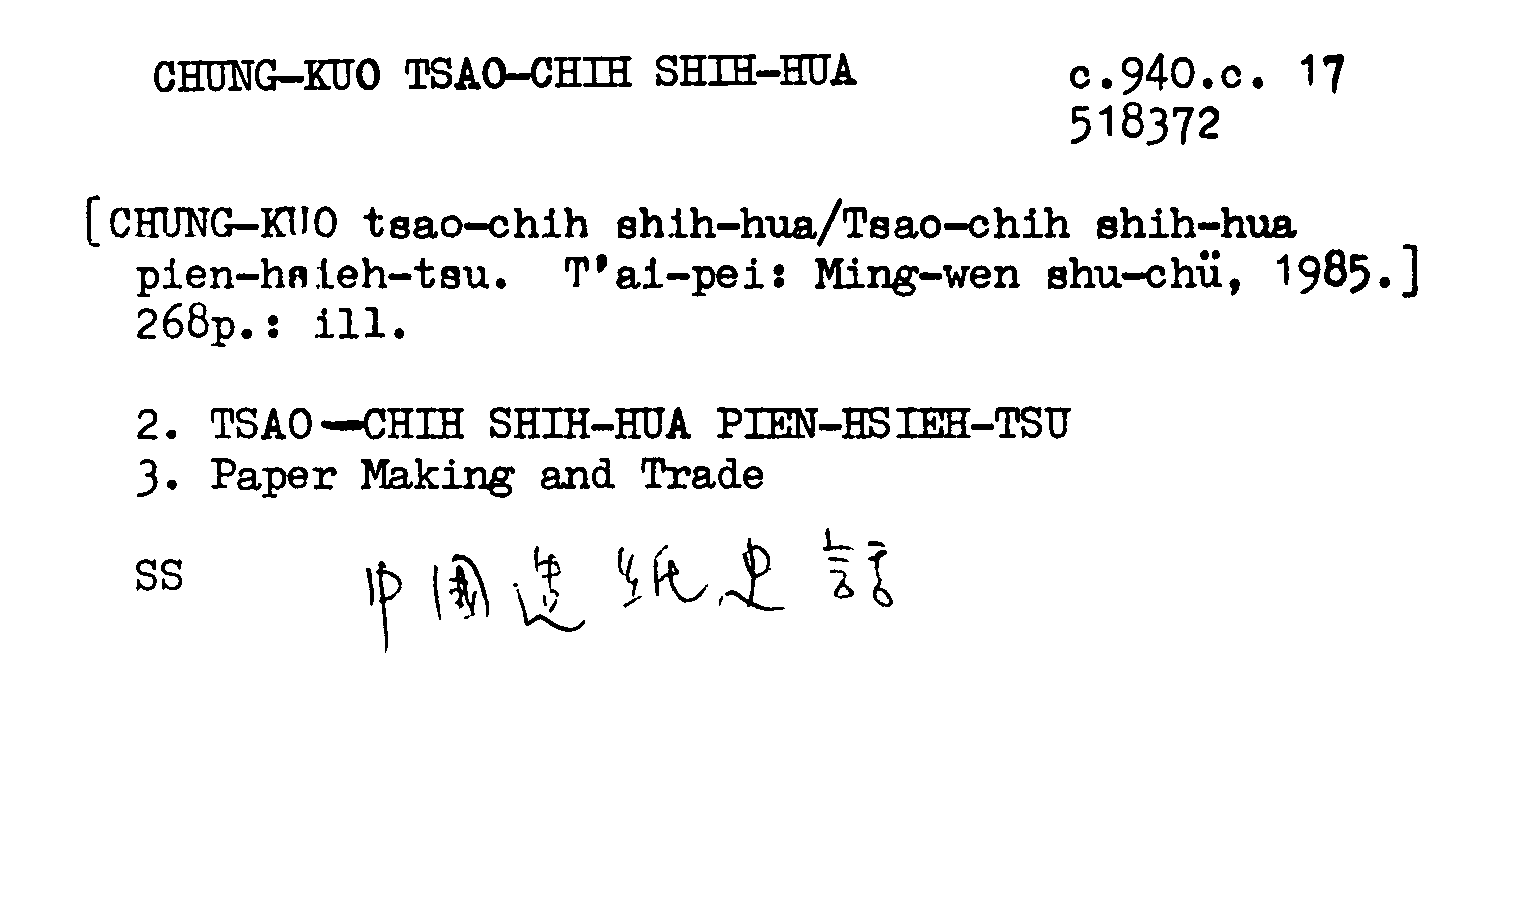 CHUNG-KUO TSAO-CHIH SHIH-HUA c.940.c. 17
518372
[CHUNG-KUO tsao-chih shih-hua/Tsao-chih shih-hua
pien-hsieh-tsu. T'ai-pei: Ming-wen shu-chü, 1985.]
268p.: ill.
2. TSAO-CHIH SHIH-HUA PIEN-HSIEH-TSU
3. Paper Making and Trade
SS 中國造紙史話